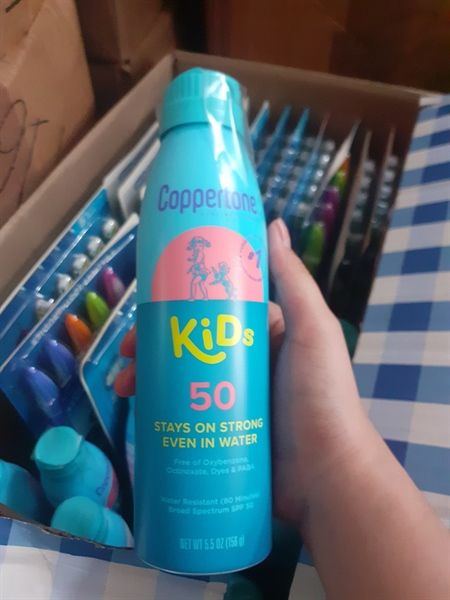 Coppertone
KiDs
50
STAYS ON STRONG
EVEN IN WATER
Free of Oxybenzone,
Octinoxate, Dyes & PABA
Water Resistant (80 Minutes)
Broad Spectrum SPF 50
NET WT 5.5 OZ (156 g)
Coppertone